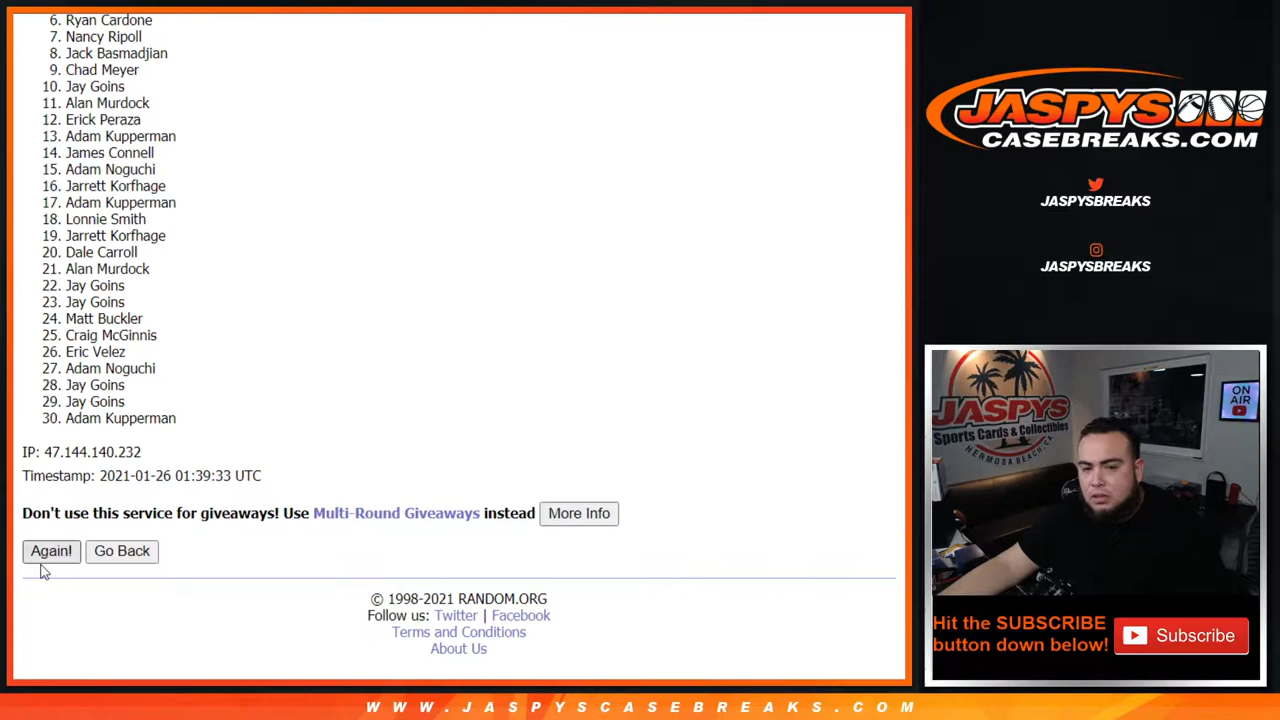 6. Ryan Cardone
7. Nancy Ripoll
8. Jack Basmadjian
9. Chad Meyer
10. Jay Goins
11. Alan Murdock
12. Erick Peraza
13. Adam Kupperman
14. James Connell
15. Adam Noguchi
16. Jarrett Korfhage
17. Adam Kupperman
18. Lonnie Smith
19. Jarrett Korfhage
20. Dale Carroll
21. Alan Murdock
22. Jay Goins
23. Jay Goins
24. Matt Buckler
25. Craig McGinnis
26. Eric Velez
27. Adam Noguchi
28. Jay Goins
29. Jay Goins
30. Adam Kupperman
IP: 47.144.140.232
Timestamp: 2021-01-26 01:39:33 UTC
Don't use this service for giveaways! Use Multi-Round Giveaways instead More Info
Again! Go Back
© 1998-2021 RANDOM.ORG
Follow us: Twitter | Facebook
Terms and Conditions
About Us
JASPYS
CASEBREAKS.COM
JASPYSBREAKS
JASPYSBREAKS
JASPYS
Sports Cards & Collectibles
HERMOSA BEACH, CA
ON
AIR
Hit the SUBSCRIBE
button down below!
Subscribe
WWW.JASPYSCASEBREAKS.COM